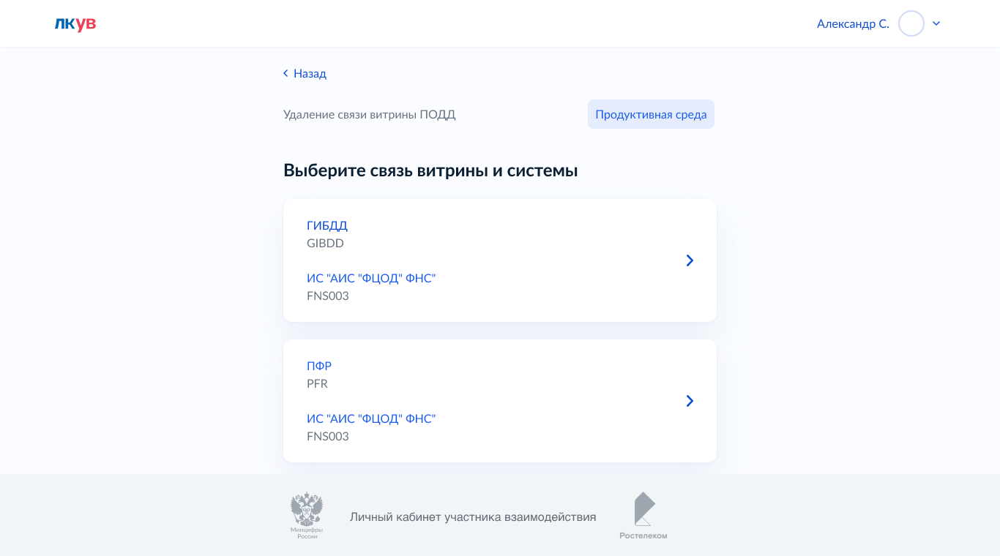 лкув
Александр С.
Назад
Удаление связи витрины ПОДД
Продуктивная среда
Выберите связь витрины и системы
ГИБДД
GIBDD
ИС "АИС "ФЦОД" ФНС"
FNS003
ПФР
PFR
ИС "АИС "ФЦОД" ФНС"
FNS003
Минцифры
России
Личный кабинет участника взаимодействия
Ростелеком